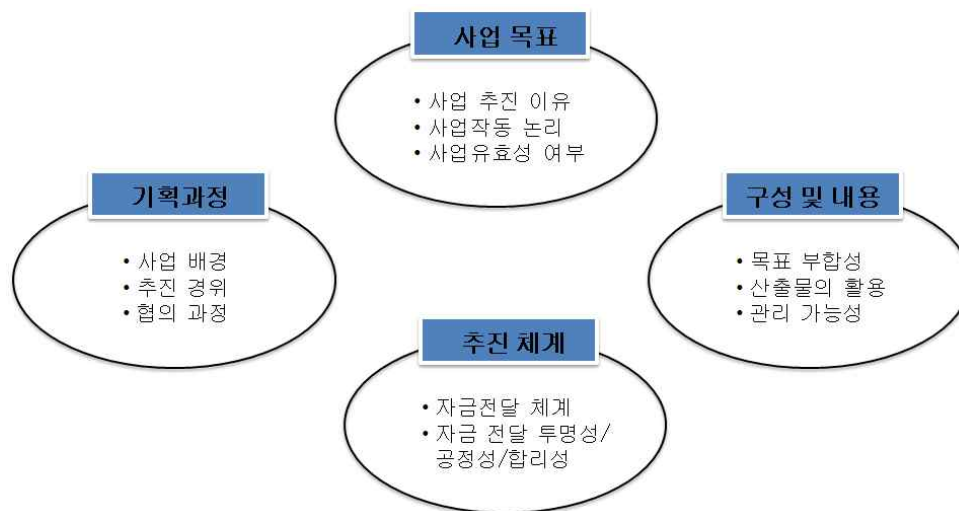 사업 목표
• 사업 추진 이유
• 사업작동 논리
• 사업유효성 여부
기획과정
• 사업 배경
• 추진 경위
• 협의 과정
구성 및 내용
• 목표 부합성
• 산출물의 활용
• 관리 가능성
추진 체계
• 자금전달 체계
• 자금 전달 투명성/
공정성/합리성